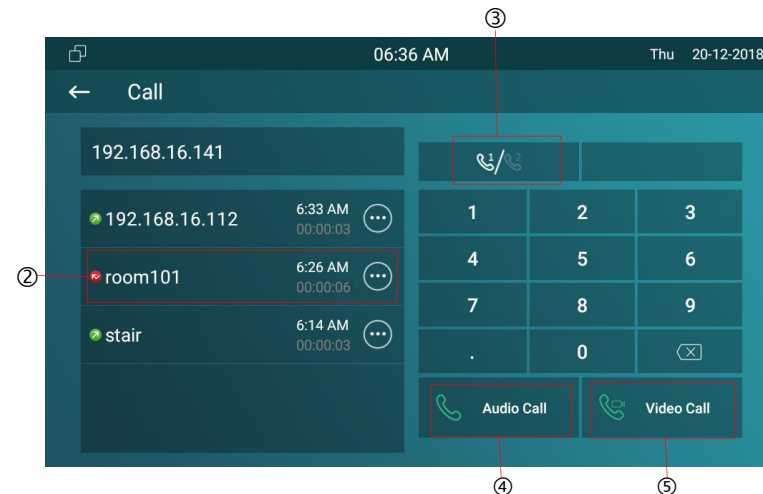 ③
06:36 AM
Thu 20-12-2018
Call
192.168.16.141
1/2
192.168.16.112
6:33 AM
00:00:03
1 2 3
② room101
6:26 AM
00:00:06
4 5 6
stair
6:14 AM
00:00:03
7 8 9
. 0
Audio Call
Video Call
④ ⑤